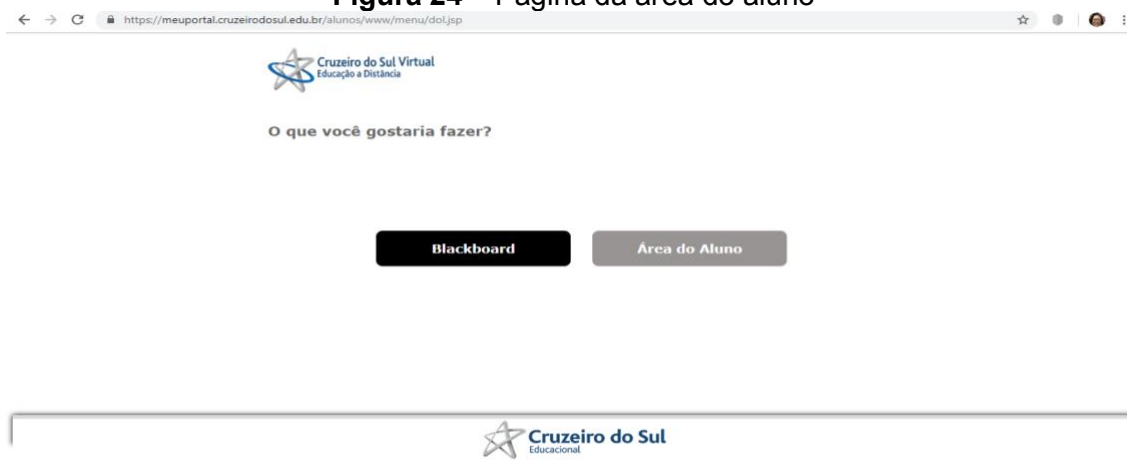 Figura 24 – Página da área do aluno
https://meuportal.cruzeirodosul.edu.br/alunos/www/menu/dol.jsp
Cruzeiro do Sul Virtual
Educação a Distância
O que você gostaria fazer?
Blackboard
Área do Aluno
Cruzeiro do Sul
Educacional